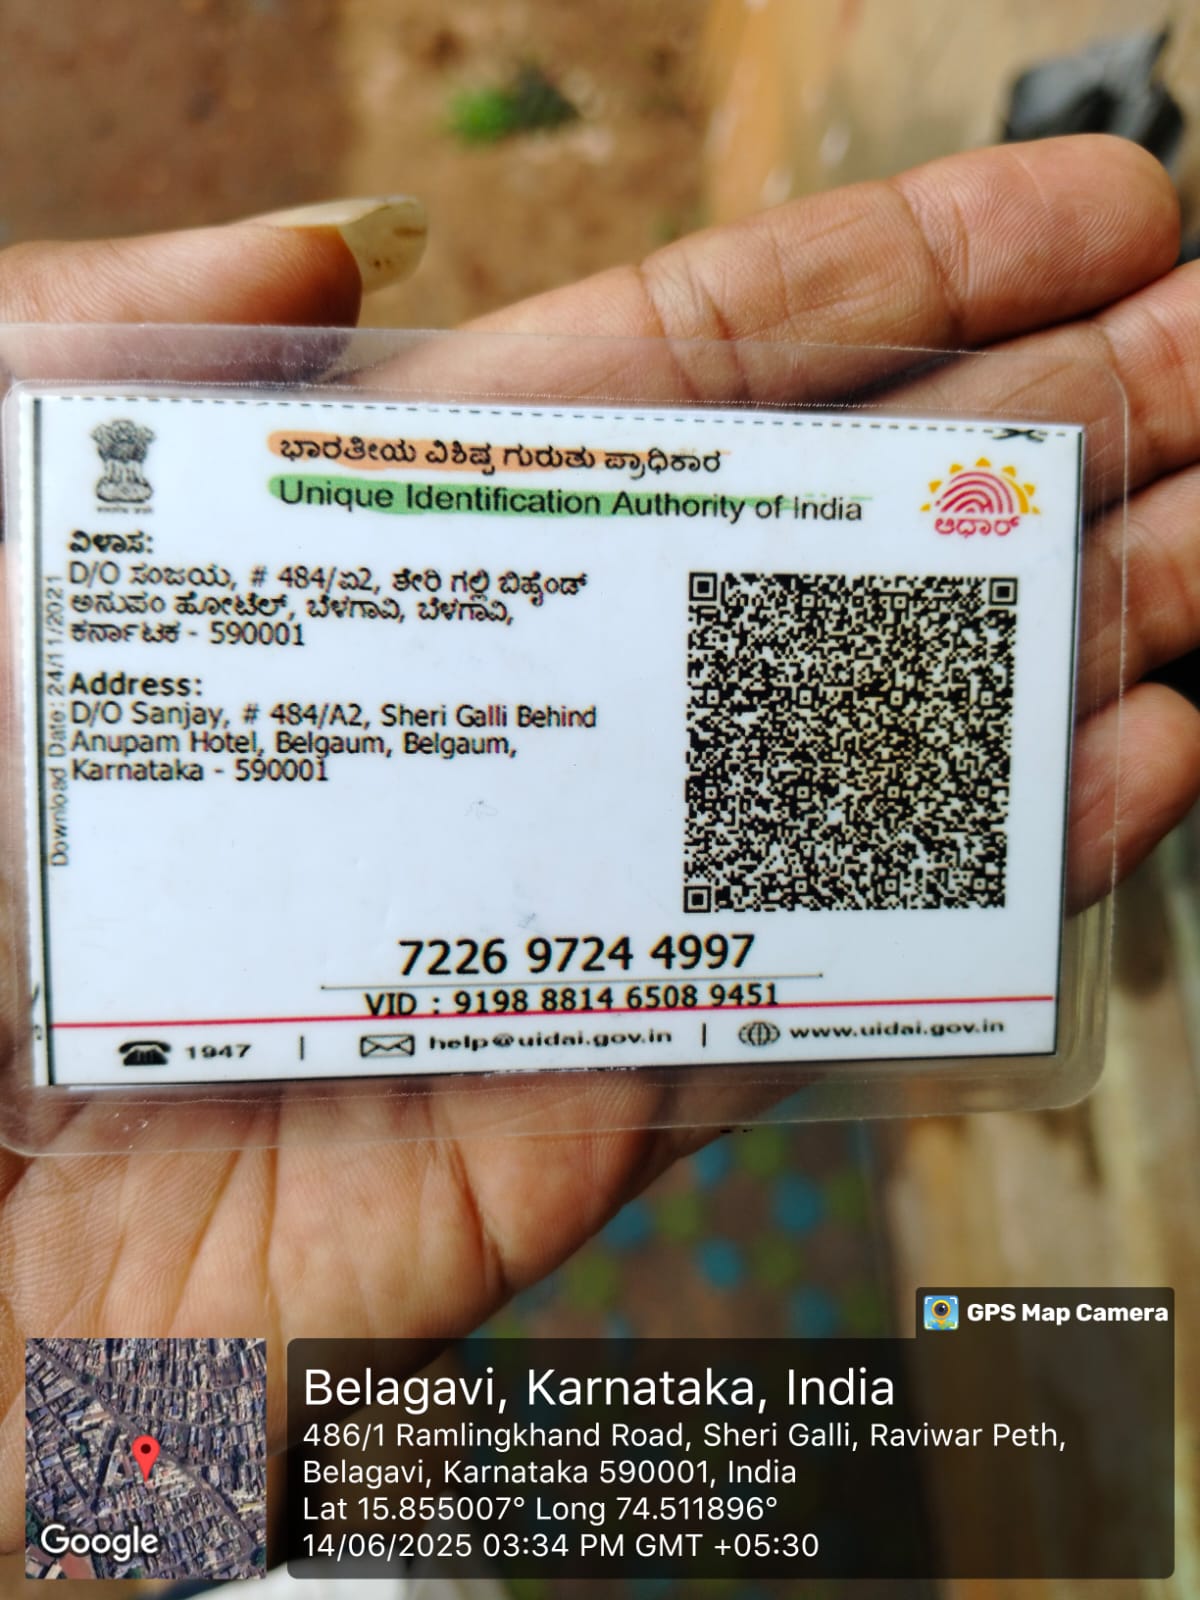 ಭಾರತೀಯ ವಿಶಿಷ್ಟ ಗುರುತು ಪ್ರಾಧಿಕಾರ
Unique Identification Authority of India
ಆಧಾರ್
ವಿಳಾಸ:
D/O ಸಂಜಯ, # 484/ಏ2, ಶೇರಿ ಗಲ್ಲಿ ಬಿಹೈಂಡ್
ಅನುಪಂ ಹೋಟೆಲ್, ಬೆಳಗಾವಿ, ಬೆಳಗಾವಿ,
ಕರ್ನಾಟಕ - 590001
Download Date: 24/11/2021
Address:
D/O Sanjay, # 484/A2, Sheri Galli Behind
Anupam Hotel, Belgaum, Belgaum,
Karnataka - 590001
7226 9724 4997
VID : 9198 8814 6508 9451
1947 | help@uidai.gov.in | www.uidai.gov.in
GPS Map Camera
Belagavi, Karnataka, India
486/1 Ramlingkhand Road, Sheri Galli, Raviwar Peth,
Belagavi, Karnataka 590001, India
Lat 15.855007° Long 74.511896°
14/06/2025 03:34 PM GMT +05:30
Google